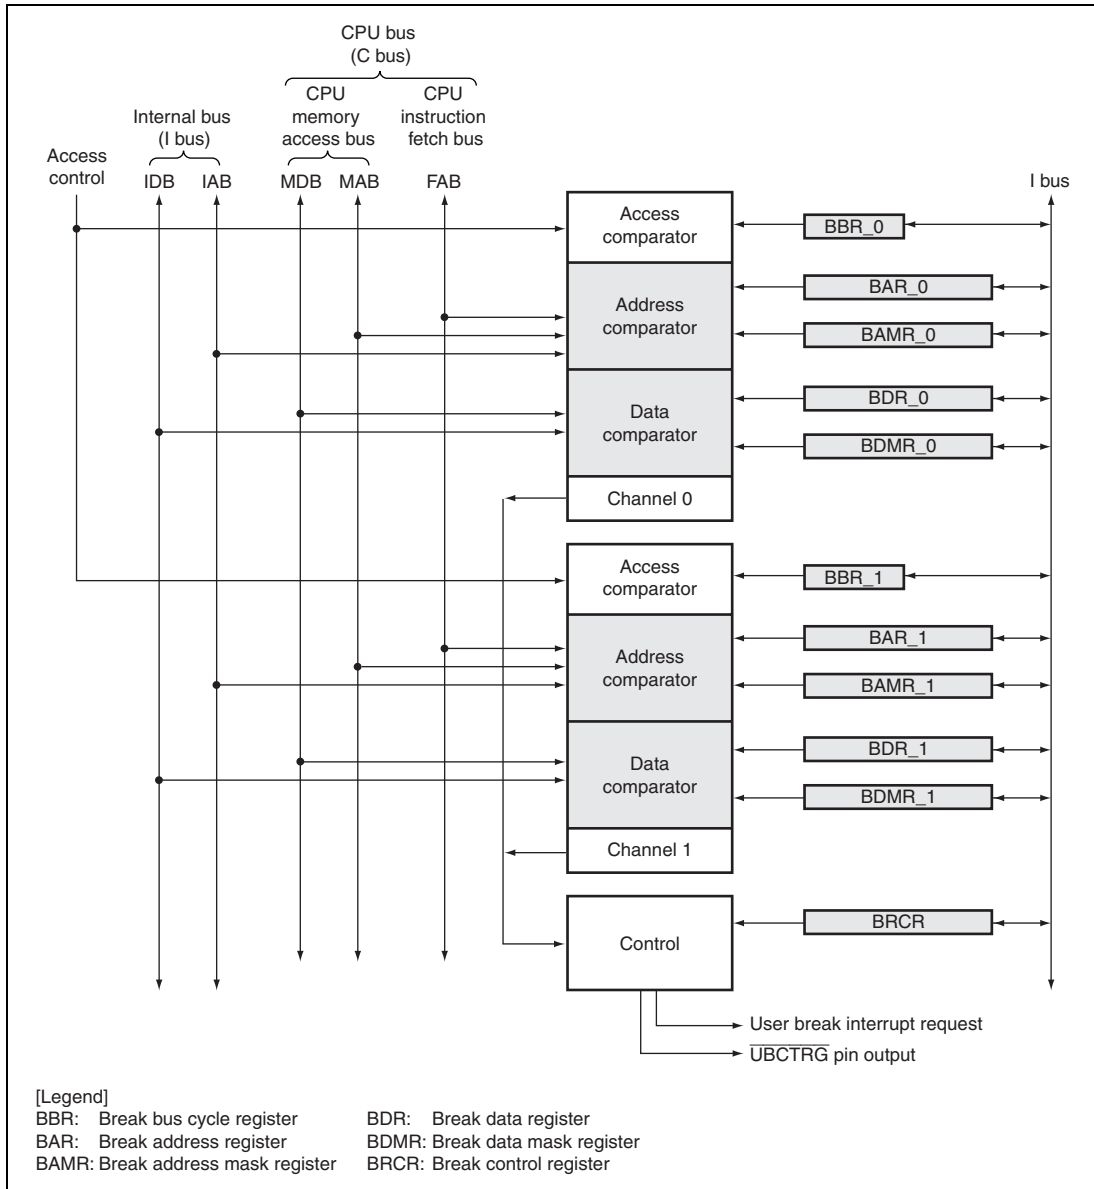 CPU bus
(C bus)
CPU
memory
access bus
CPU
instruction
fetch bus
Internal bus
(I bus)
Access
control
IDB
IAB
MDB
MAB
FAB
I bus
Access
comparator
BBR_0
Address
comparator
BAR_0
BAMR_0
Data
comparator
BDR_0
BDMR_0
Channel 0
Access
comparator
BBR_1
Address
comparator
BAR_1
BAMR_1
Data
comparator
BDR_1
BDMR_1
Channel 1
Control
BRCR
User break interrupt request
UBCTRG pin output
[Legend]
BBR: Break bus cycle register
BAR: Break address register
BAMR: Break address mask register
BDR: Break data register
BDMR: Break data mask register
BRCR: Break control register